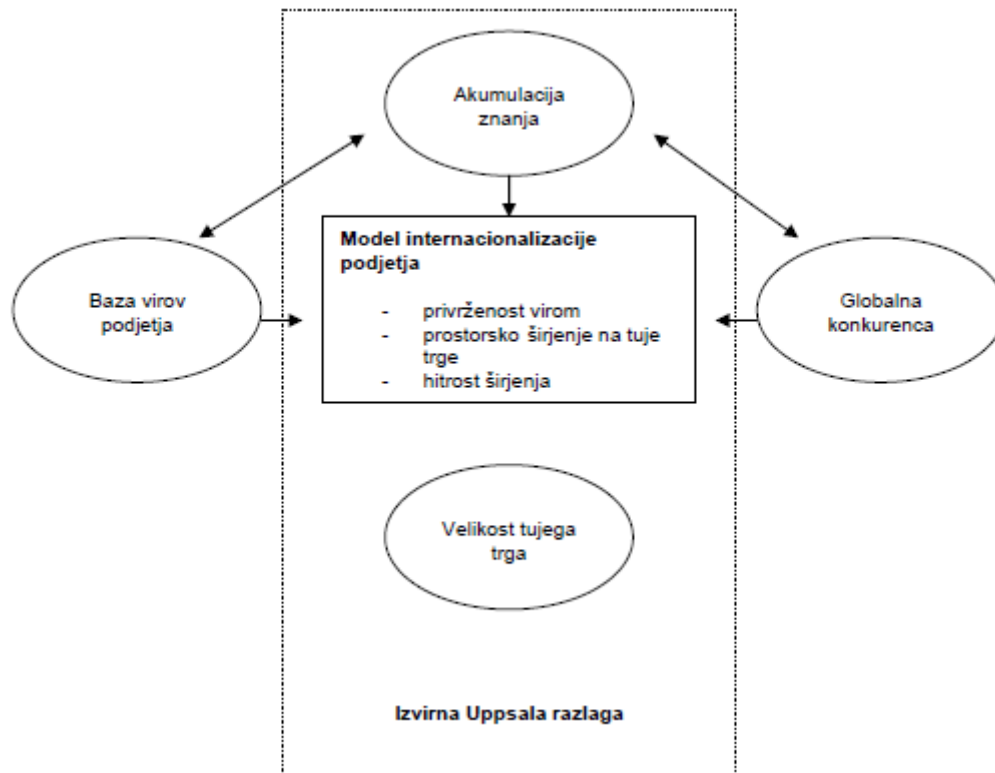 Akumulacija
znanja
Model internacionalizacije
podjetja
- privrženost virom
- prostorsko širjenje na tuje
trge
- hitrost širjenja
Baza virov
podjetja
Globalna
konkurenca
Velikost tujega
trga
Izvirna Uppsala razlaga